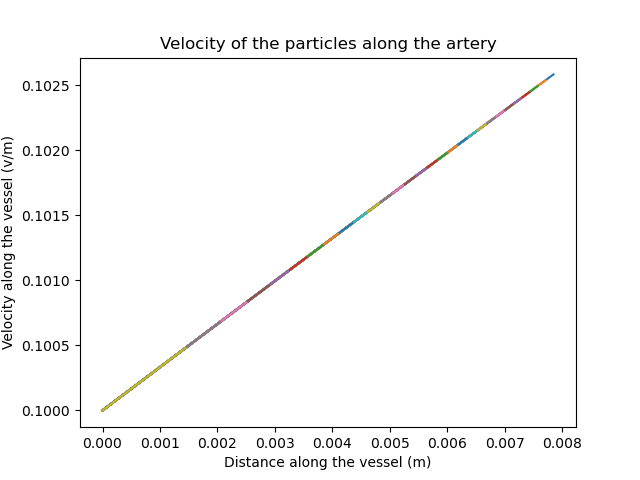 Velocity of the particles along the artery
Velocity along the vessel (v/m)
0.1025
0.1020
0.1015
0.1010
0.1005
0.1000
0.000 0.001 0.002 0.003 0.004 0.005 0.006 0.007 0.008
Distance along the vessel (m)